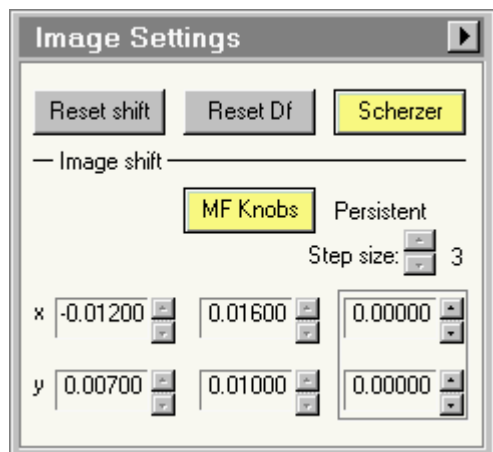 Image Settings
Reset shift Reset Df Scherzer
Image shift
MF Knobs Persistent
Step size: 3
x -0.01200 0.01600 0.00000
y 0.00700 0.01000 0.00000